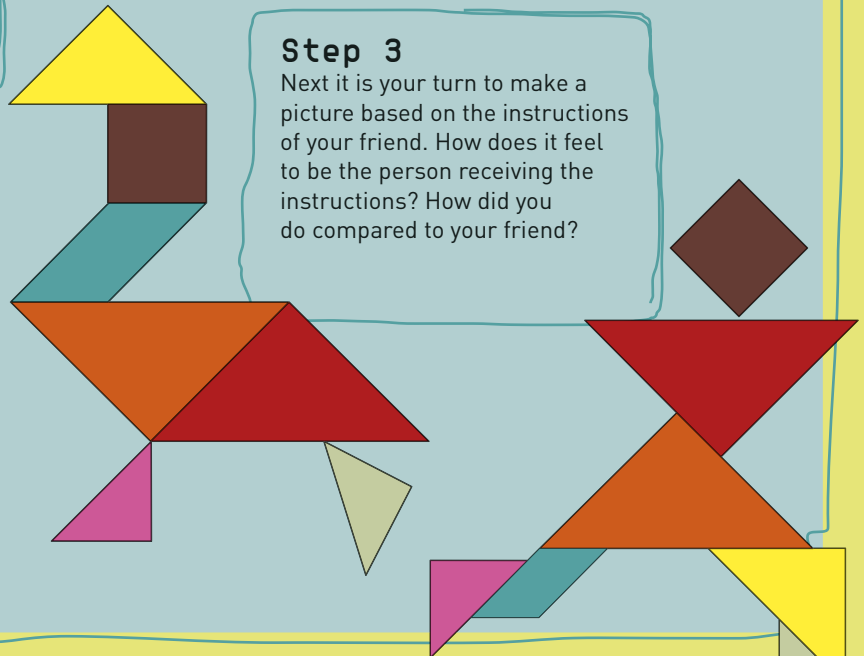 Step 3
Next it is your turn to make a
picture based on the instructions
of your friend. How does it feel
to be the person receiving the
instructions? How did you
do compared to your friend?